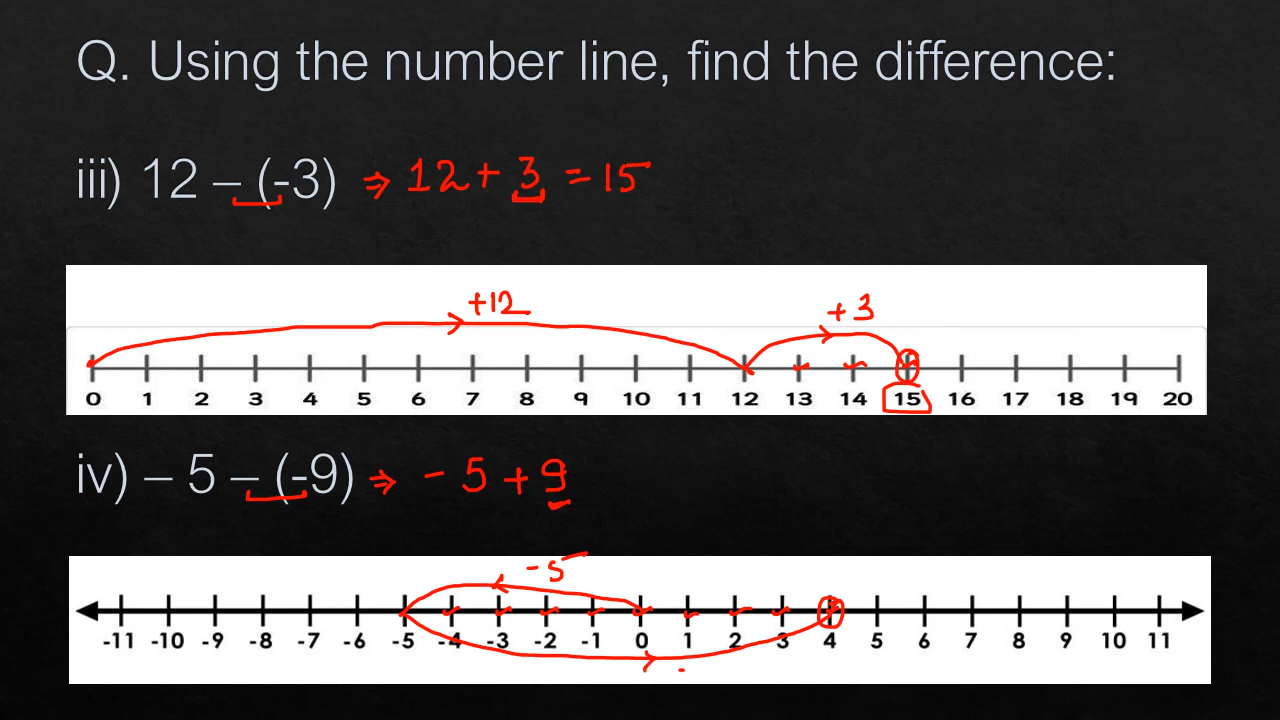 Q. Using the number line, find the difference:
iii) 12 – (-3) ⇒ 12 + 3 = 15
+12 +3
0 1 2 3 4 5 6 7 8 9 10 11 12 13 14 15 16 17 18 19 20
iv) – 5 – (-9) ⇒ - 5 + 9
-5
-11 -10 -9 -8 -7 -6 -5 -4 -3 -2 -1 0 1 2 3 4 5 6 7 8 9 10 11